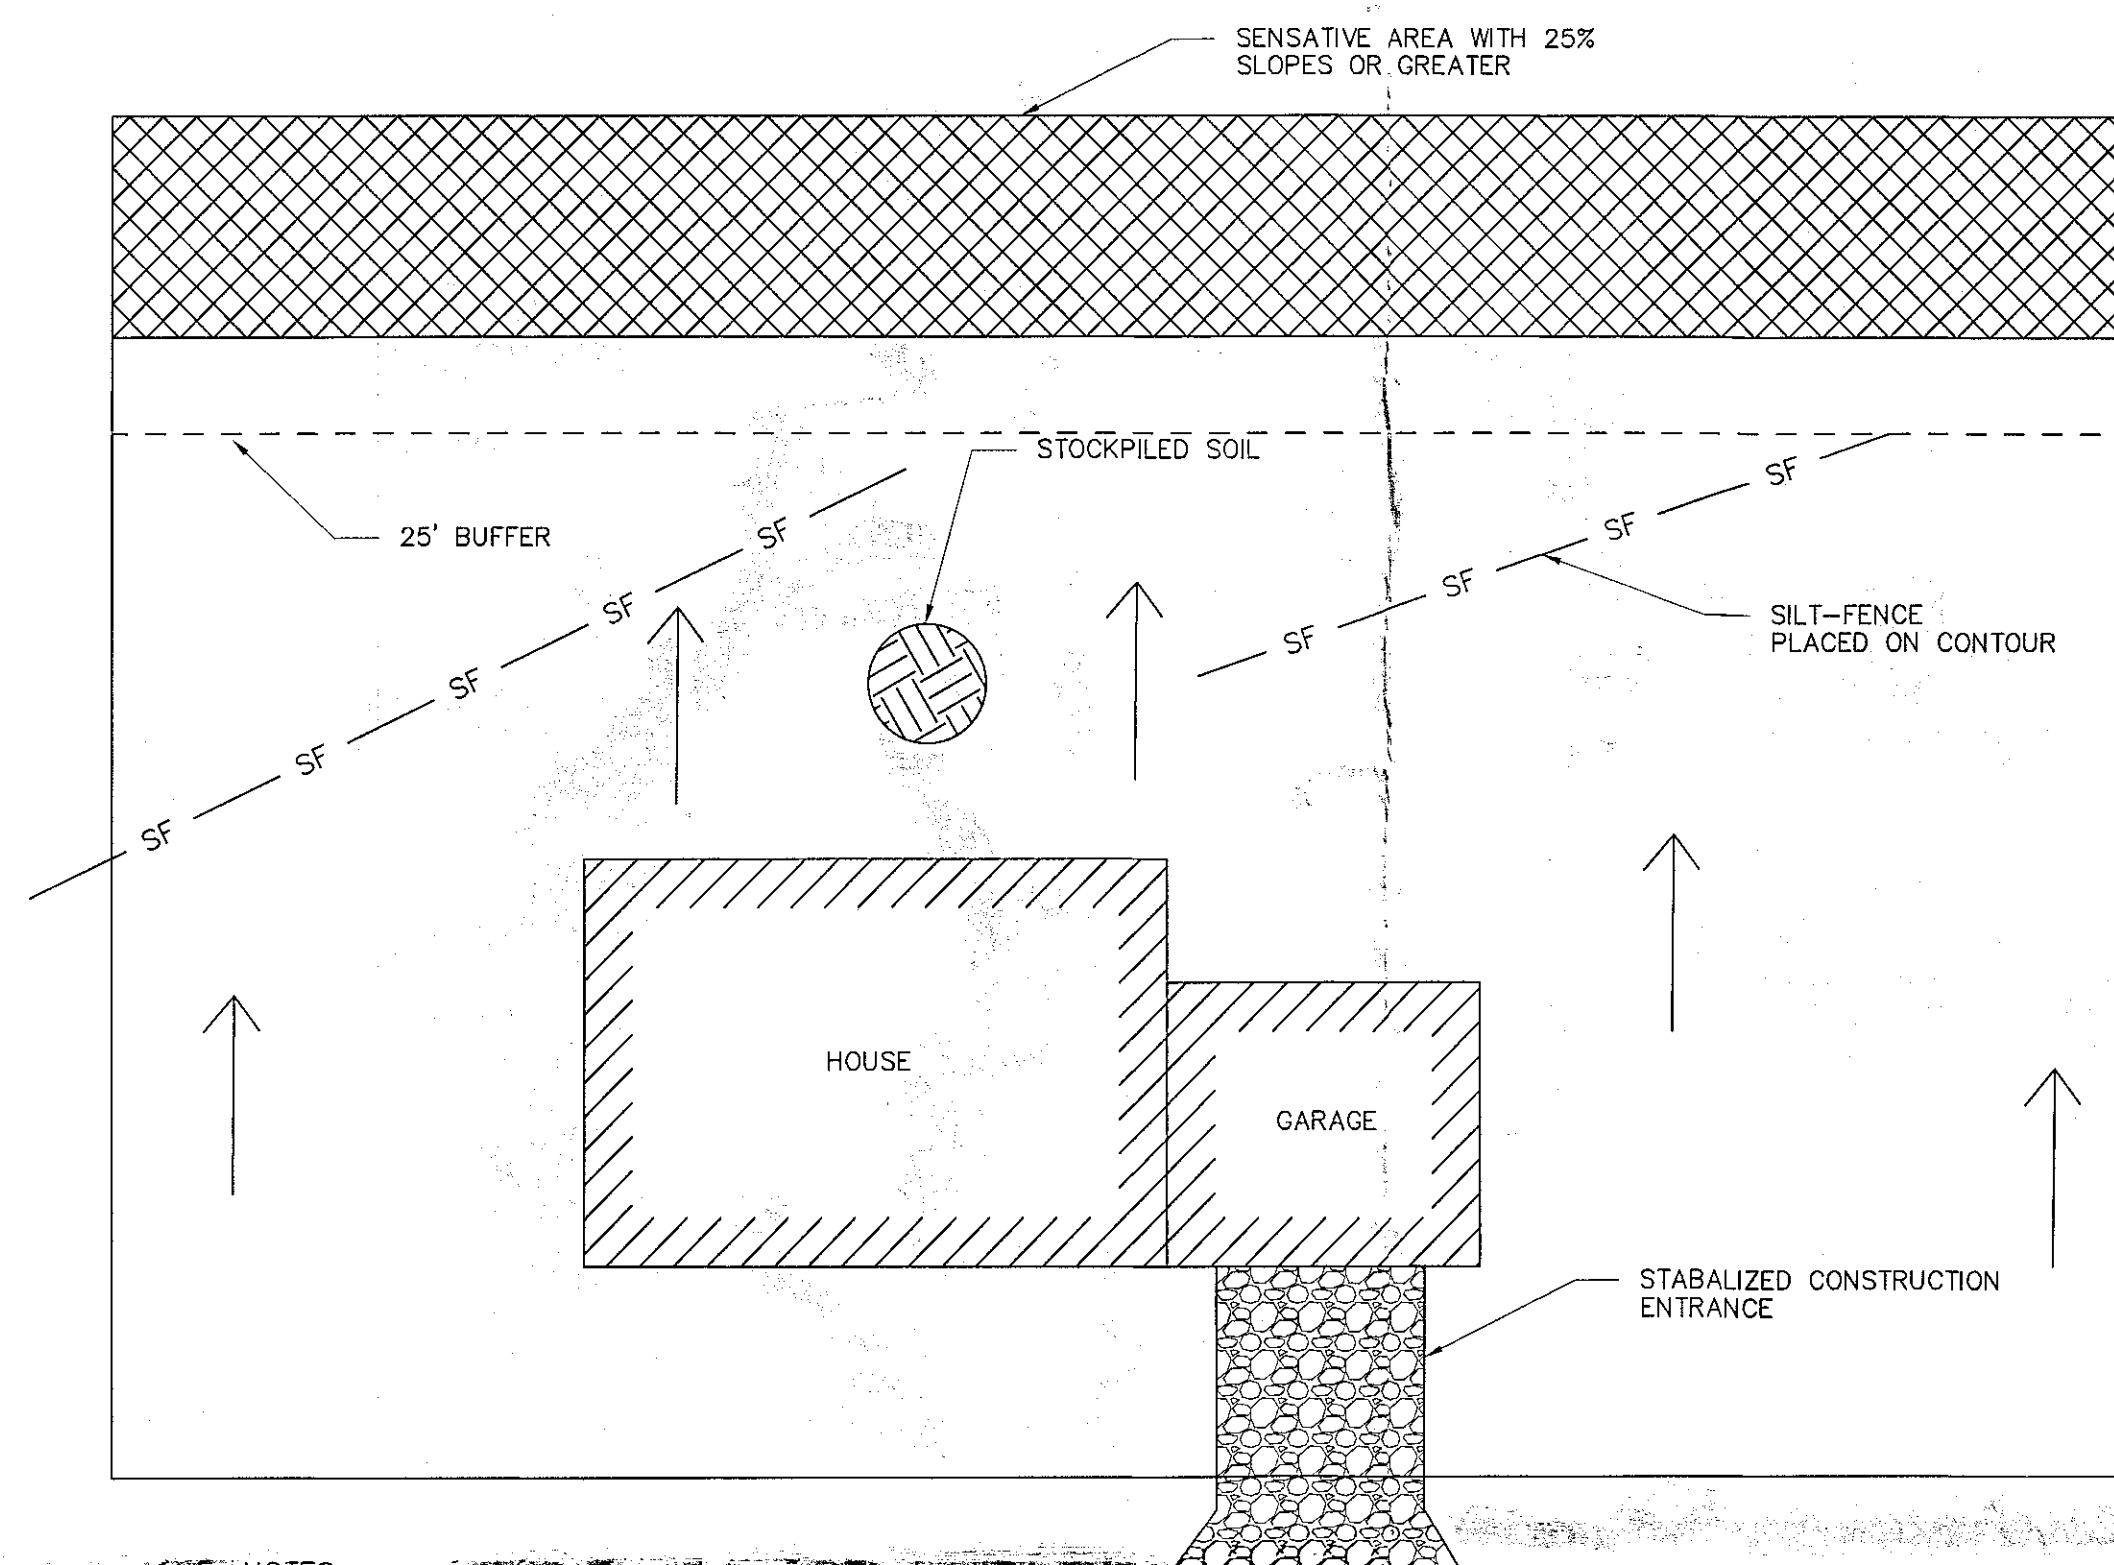 SENSATIVE AREA WITH 25%
SLOPES OR GREATER
STOCKPILED SOIL
25' BUFFER
SF
SF
SF
SF
SF
SF
SF
SF
SF
SILT-FENCE
PLACED ON CONTOUR
HOUSE
GARAGE
STABALIZED CONSTRUCTION
ENTRANCE
NOTES